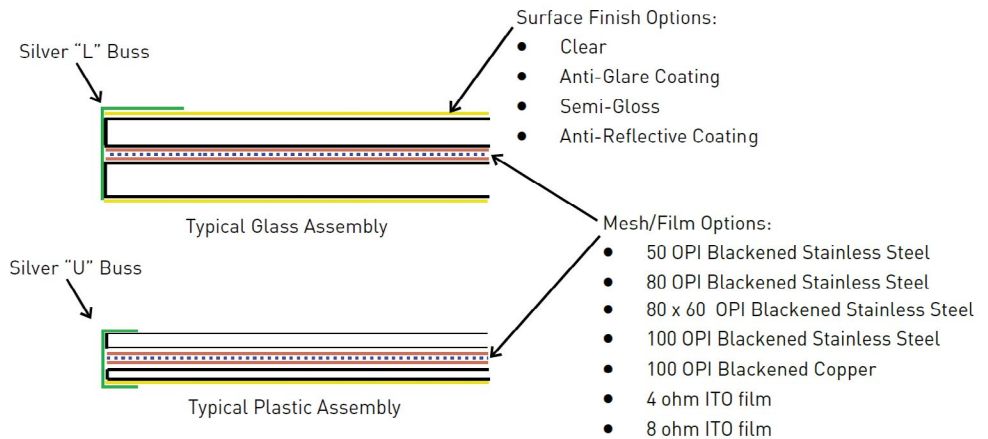 Surface Finish Options:
● Clear
● Anti-Glare Coating
● Semi-Gloss
● Anti-Reflective Coating
Silver “L” Buss
Typical Glass Assembly
Mesh/Film Options:
● 50 OPI Blackened Stainless Steel
● 80 OPI Blackened Stainless Steel
● 80 x 60 OPI Blackened Stainless Steel
● 100 OPI Blackened Stainless Steel
● 100 OPI Blackened Copper
● 4 ohm ITO film
● 8 ohm ITO film
Silver “U” Buss
Typical Plastic Assembly